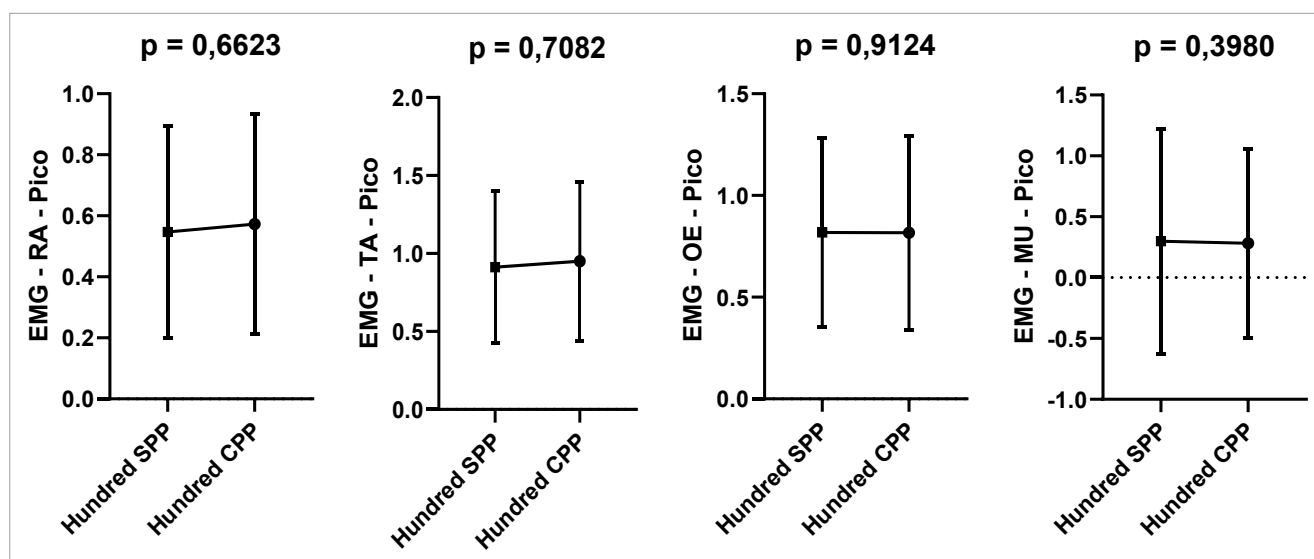 p = 0,6623
EMG - RA - Pico
1.0
0.8
0.6
0.4
0.2
0.0
Hundred SPP
Hundred CPP
p = 0,7082
EMG - TA - Pico
2.0
1.5
1.0
0.5
0.0
Hundred SPP
Hundred CPP
p = 0,9124
EMG - OE - Pico
1.5
1.0
0.5
0.0
Hundred SPP
Hundred CPP
p = 0,3980
EMG - MU - Pico
1.5
1.0
0.5
0.0
-0.5
-1.0
Hundred SPP
Hundred CPP